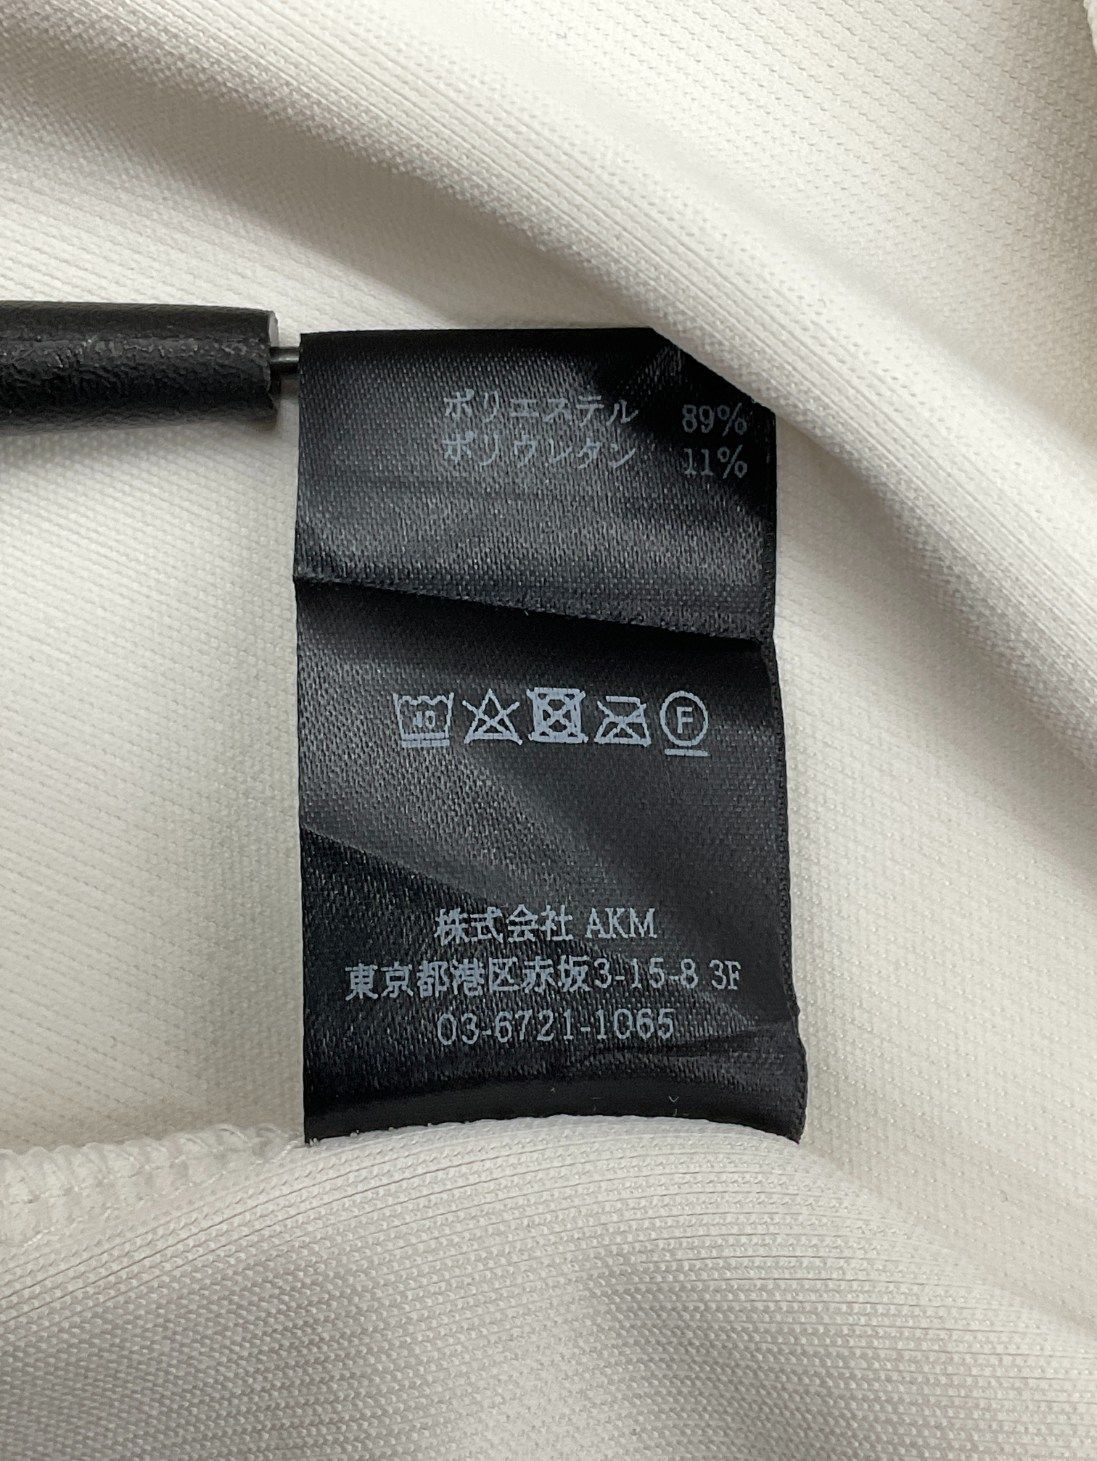 ポリエステル 89%
ポリウレタン 11%
40 F
株式会社 AKM
東京都港区赤坂3-15-8 3F
03-6721-1065